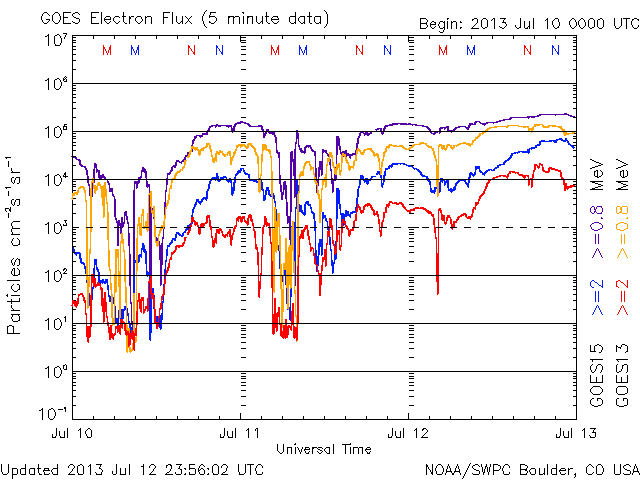 GOES Electron Flux (5 minute data)
Begin: 2013 Jul 10 0000 UTC
10⁷
M M N N M M N N M M N N
10⁶
10⁵
10⁴
10³
10²
10¹
10⁰
10⁻¹
Particles cm⁻²s⁻¹sr⁻¹
Jul 10 Jul 11 Jul 12 Jul 13
Universal Time
GOES15 >=2 >=0.8 MeV
GOES13 >=2 >=0.8 MeV
Updated 2013 Jul 12 23:56:02 UTC
NOAA/SWPC Boulder, CO USA